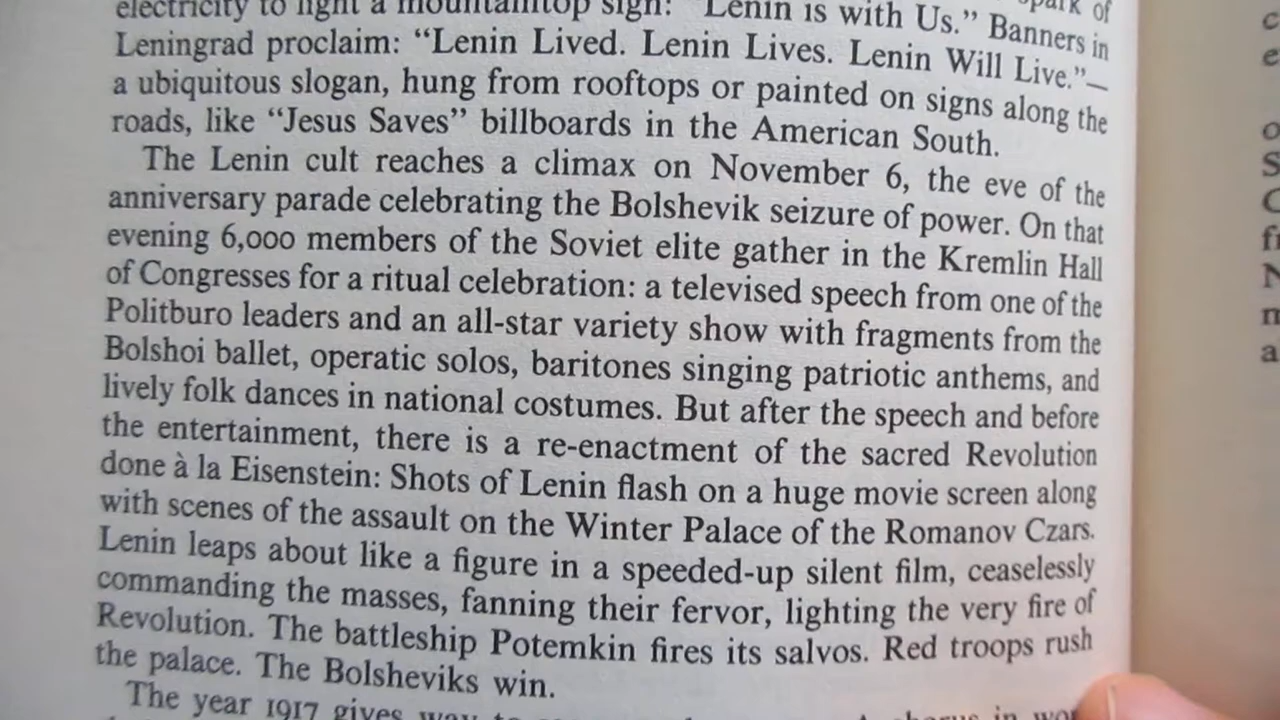 electricity to light a mountaintop sign: "Lenin is with Us." Banners in
Leningrad proclaim: "Lenin Lived. Lenin Lives. Lenin Will Live."—
a ubiquitous slogan, hung from rooftops or painted on signs along the
roads, like "Jesus Saves" billboards in the American South.
The Lenin cult reaches a climax on November 6, the eve of the
anniversary parade celebrating the Bolshevik seizure of power. On that
evening 6,000 members of the Soviet elite gather in the Kremlin Hall
of Congresses for a ritual celebration: a televised speech from one of the
Politburo leaders and an all-star variety show with fragments from the
Bolshoi ballet, operatic solos, baritones singing patriotic anthems, and
lively folk dances in national costumes. But after the speech and before
the entertainment, there is a re-enactment of the sacred Revolution
done à la Eisenstein: Shots of Lenin flash on a huge movie screen along
with scenes of the assault on the Winter Palace of the Romanov Czars.
Lenin leaps about like a figure in a speeded-up silent film, ceaselessly
commanding the masses, fanning their fervor, lighting the very fire of
Revolution. The battleship Potemkin fires its salvos. Red troops rush
the palace. The Bolsheviks win.
The year 1917 gives way to